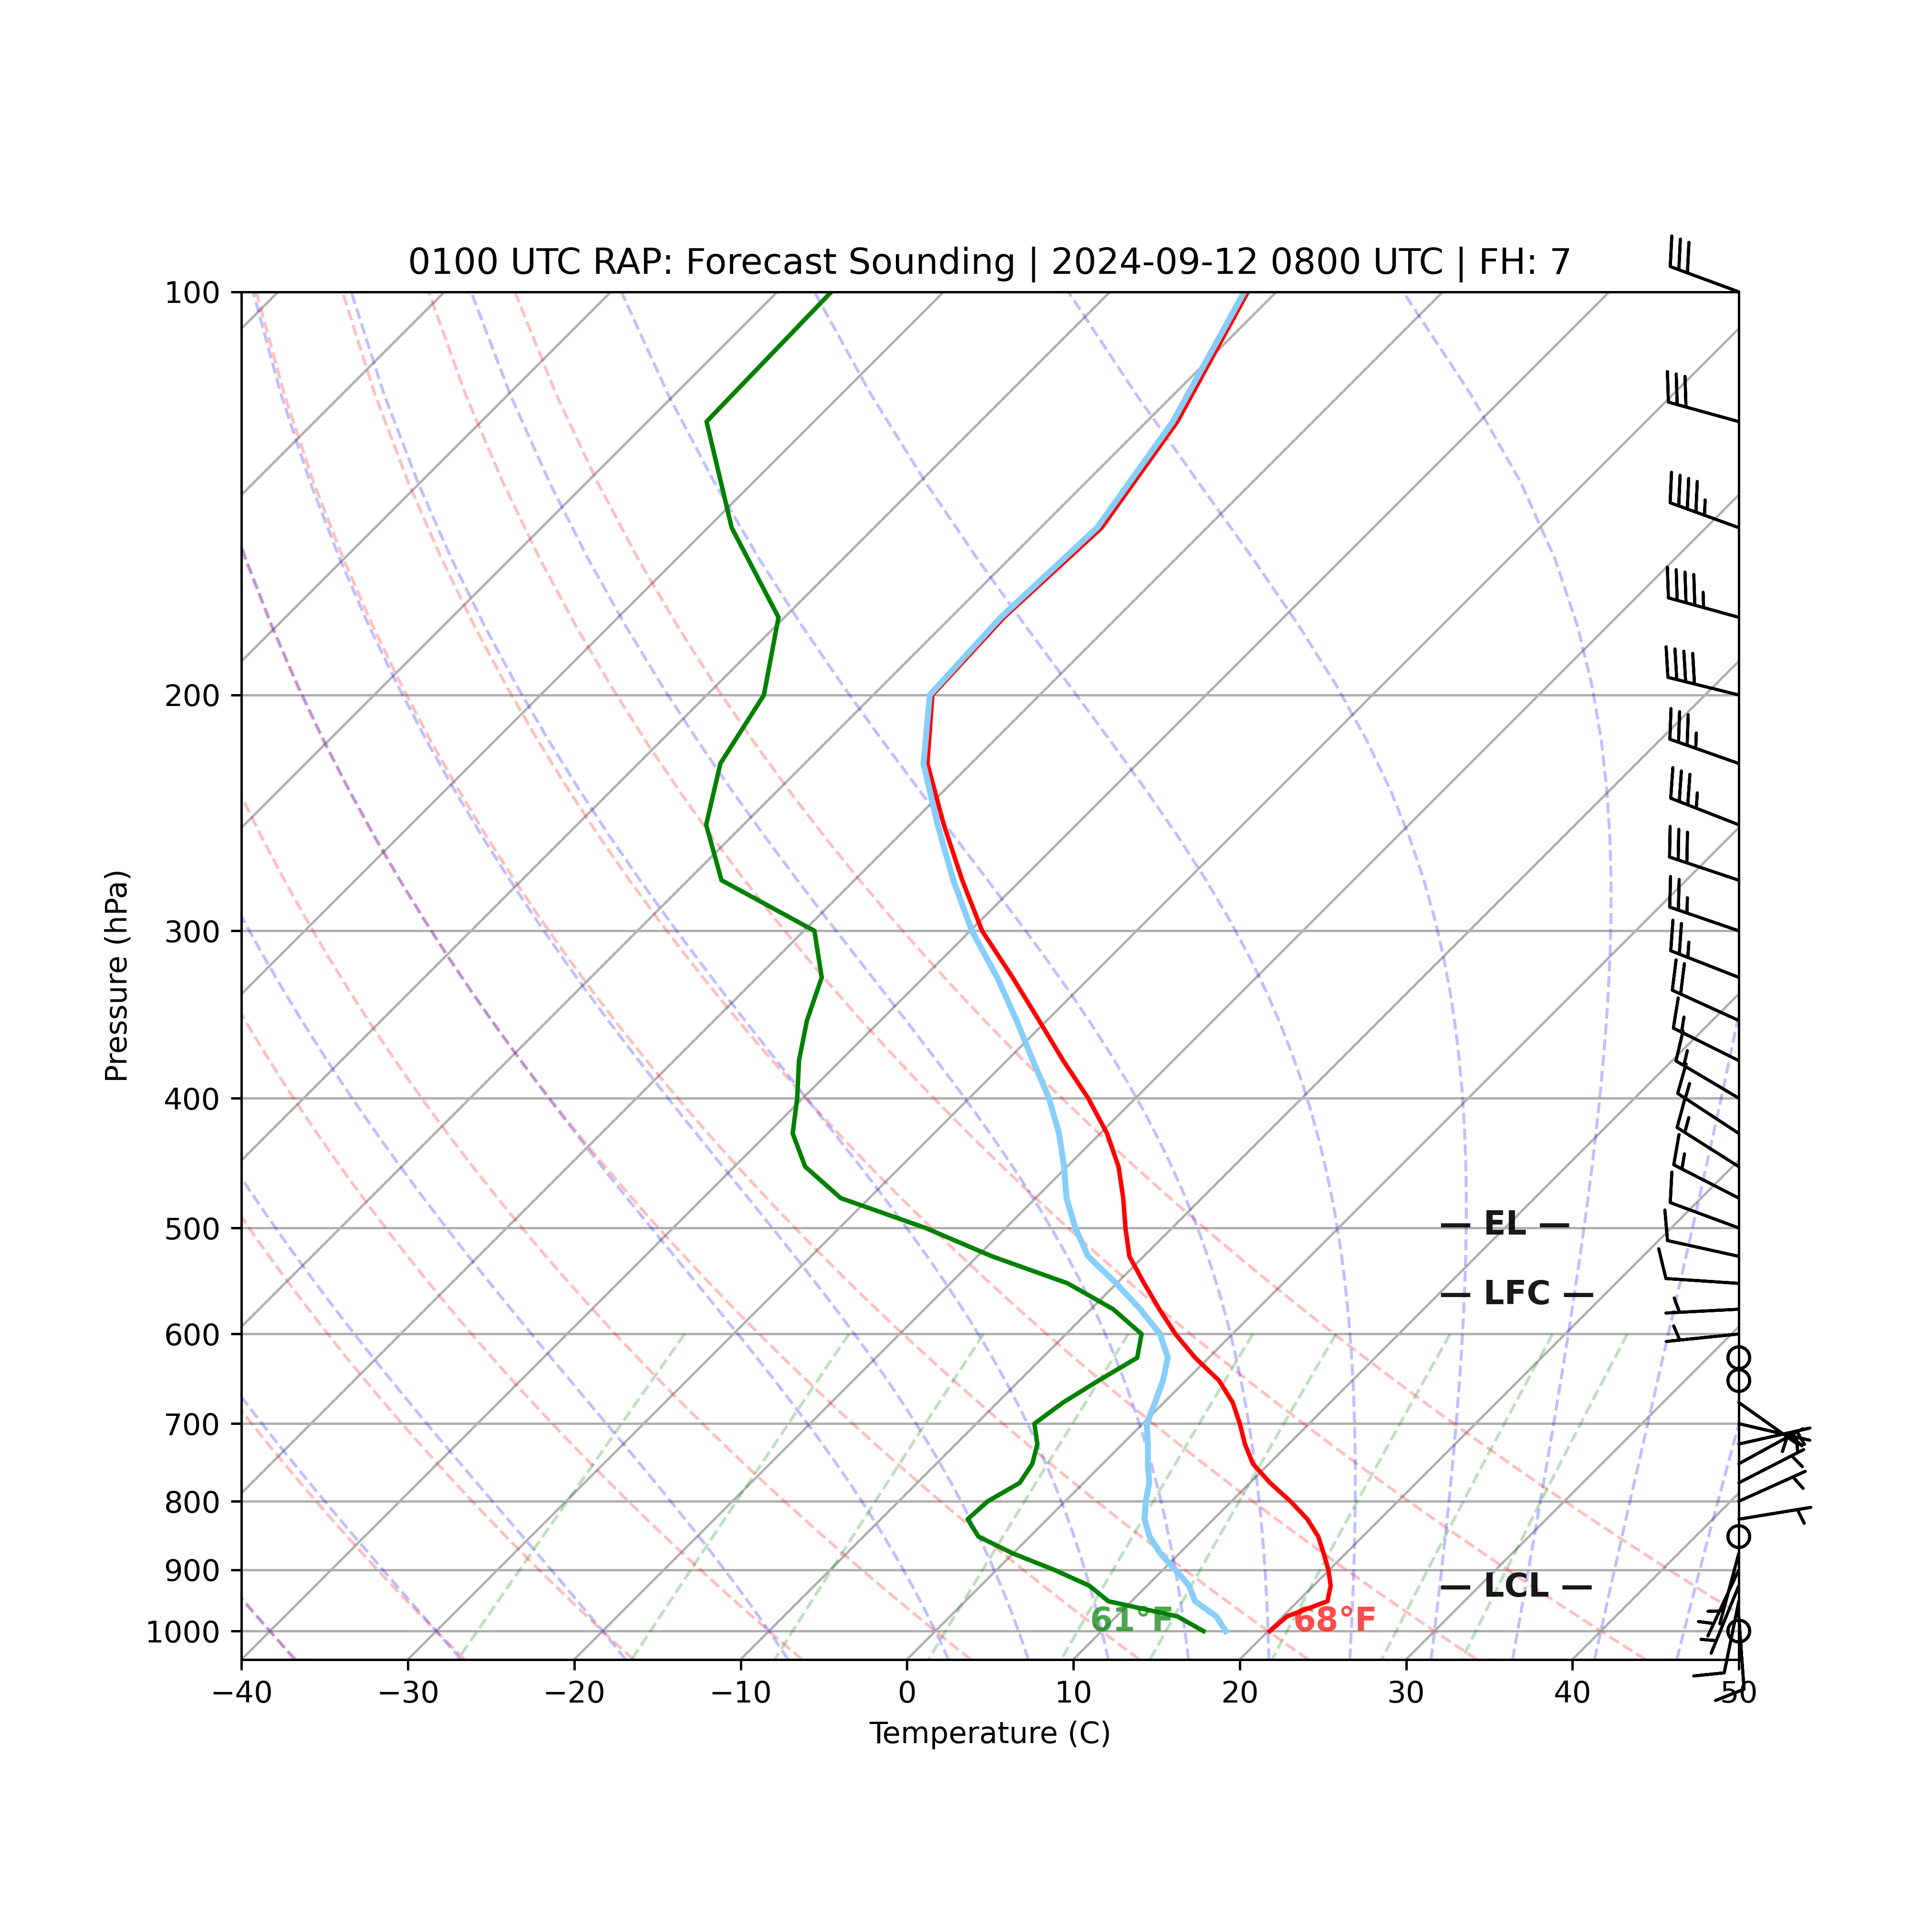 0100 UTC RAP: Forecast Sounding | 2024-09-12 0800 UTC | FH: 7
100
200
300
400
500
600
700
800
900
1000
Pressure (hPa)
— EL —
— LFC —
— LCL —
61°F
68°F
−40
−30
−20
−10
0
10
20
30
40
50
Temperature (C)